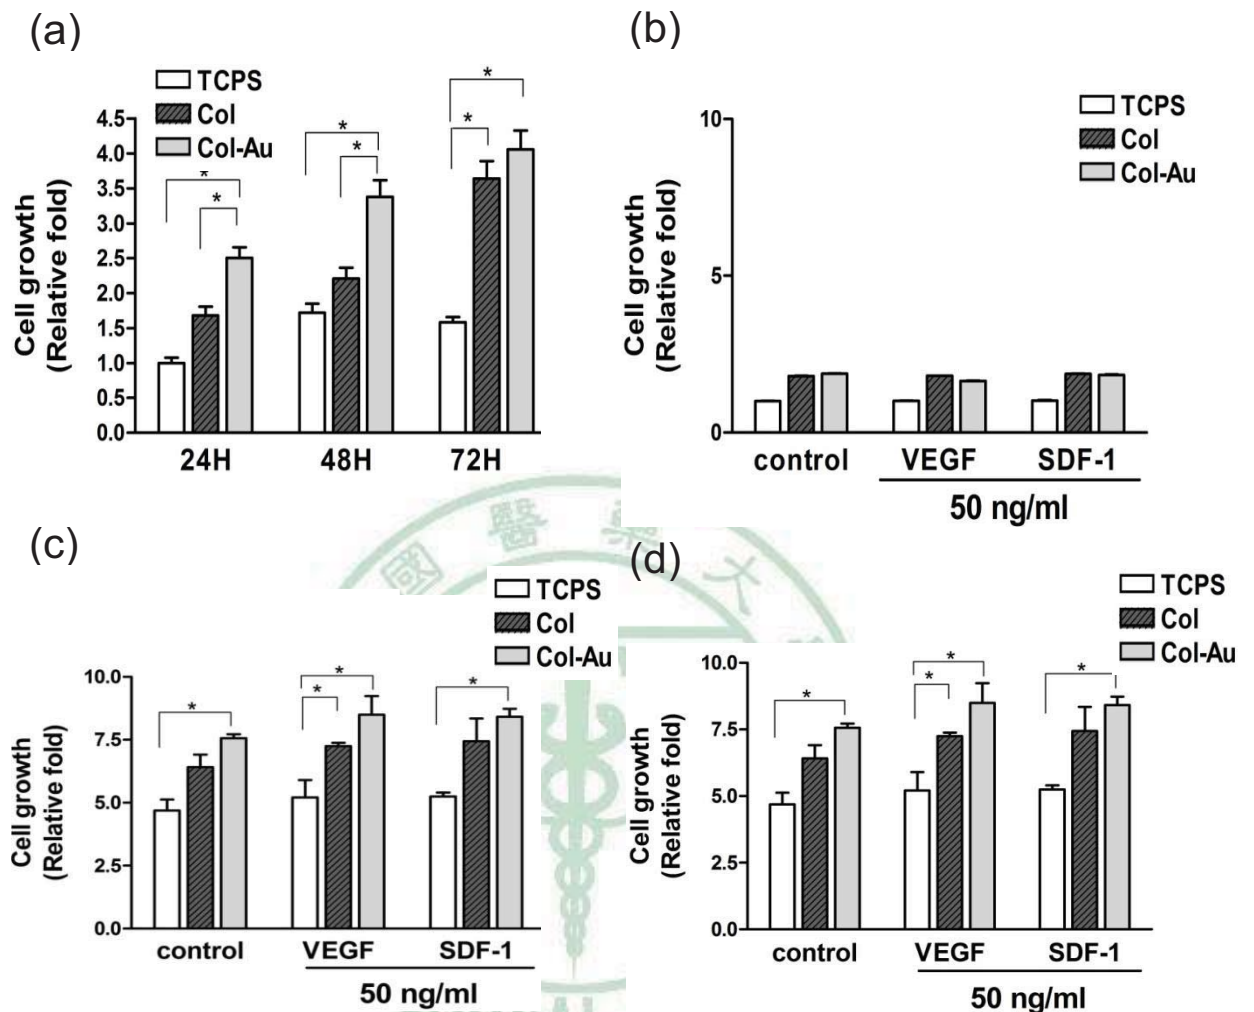 (a)
TCPS
Col
Col-Au
* * * * * *
4.5
4.0
3.5
3.0
2.5
2.0
1.5
1.0
0.5
0.0
Cell growth
(Relative fold)
24H 48H 72H
(b)
TCPS
Col
Col-Au
10
5
0
Cell growth
(Relative fold)
control VEGF SDF-1
50 ng/ml
國 醫 藥 大
(c)
TCPS
Col
Col-Au
* * * *
10.0
7.5
5.0
2.5
0.0
Cell growth
(Relative fold)
control VEGF SDF-1
50 ng/ml
(d)
TCPS
Col
Col-Au
* * * *
10.0
7.5
5.0
2.5
0.0
Cell growth
(Relative fold)
control VEGF SDF-1
50 ng/ml